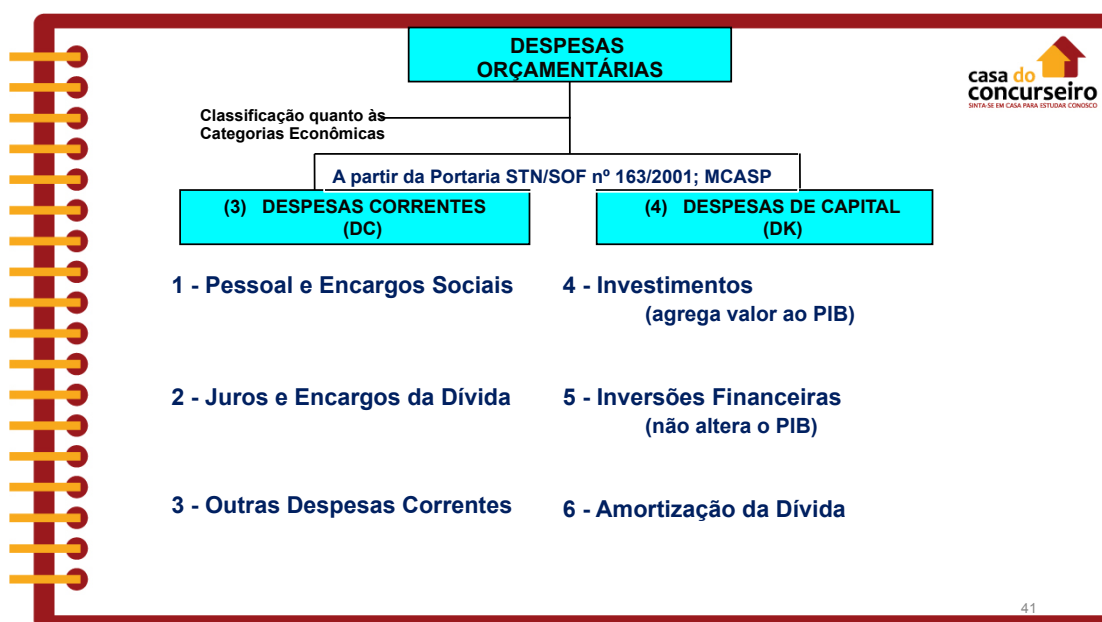 DESPESAS
ORÇAMENTÁRIAS
casa do
concurseiro
SINTA-SE EM CASA PARA ESTUDAR CONOSCO
Classificação quanto às
Categorias Econômicas
A partir da Portaria STN/SOF nº 163/2001; MCASP
(3) DESPESAS CORRENTES
(DC)
(4) DESPESAS DE CAPITAL
(DK)
1 - Pessoal e Encargos Sociais
2 - Juros e Encargos da Dívida
3 - Outras Despesas Correntes
4 - Investimentos
(agrega valor ao PIB)
5 - Inversões Financeiras
(não altera o PIB)
6 - Amortização da Dívida
41